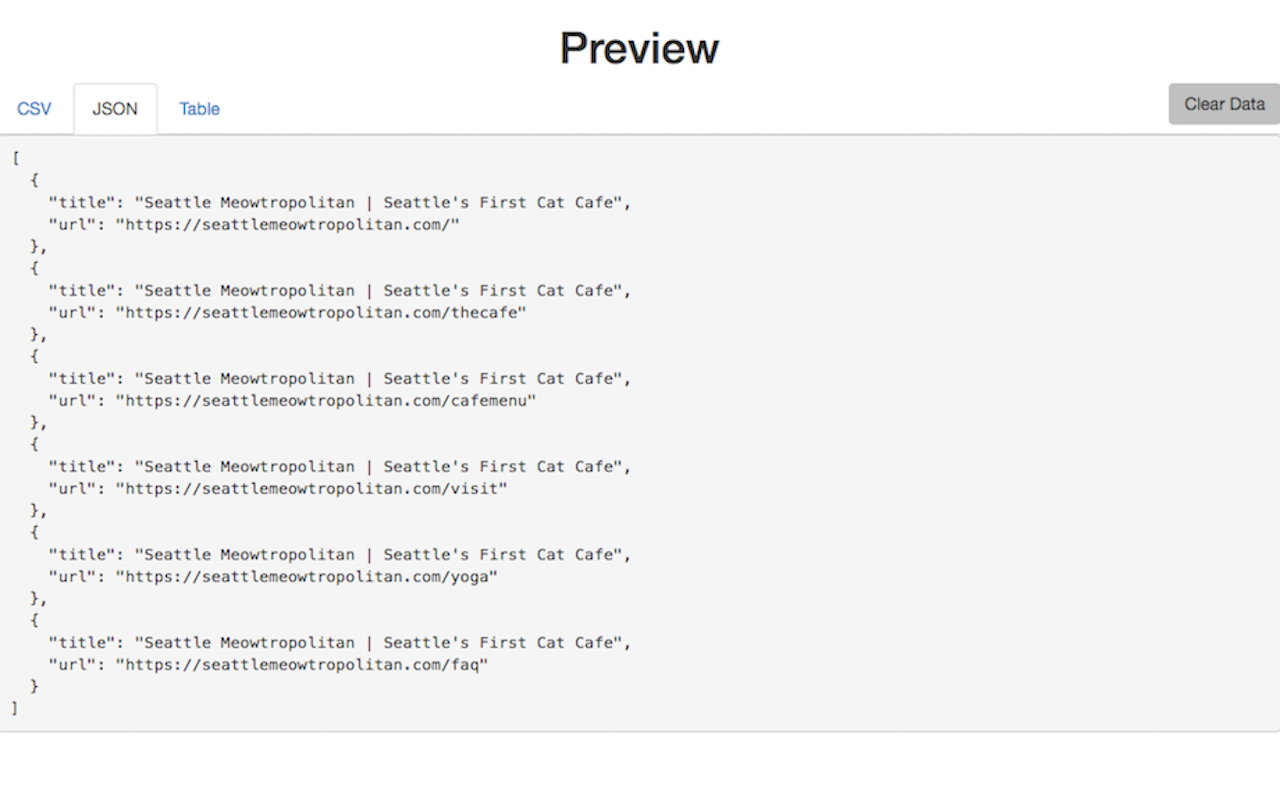 Preview
CSV JSON Table Clear Data
[
  {
    "title": "Seattle Meowtropolitan | Seattle's First Cat Cafe",
    "url": "https://seattlemeowtropolitan.com/"
  },
  {
    "title": "Seattle Meowtropolitan | Seattle's First Cat Cafe",
    "url": "https://seattlemeowtropolitan.com/thecafe"
  },
  {
    "title": "Seattle Meowtropolitan | Seattle's First Cat Cafe",
    "url": "https://seattlemeowtropolitan.com/cafemenu"
  },
  {
    "title": "Seattle Meowtropolitan | Seattle's First Cat Cafe",
    "url": "https://seattlemeowtropolitan.com/visit"
  },
  {
    "title": "Seattle Meowtropolitan | Seattle's First Cat Cafe",
    "url": "https://seattlemeowtropolitan.com/yoga"
  },
  {
    "title": "Seattle Meowtropolitan | Seattle's First Cat Cafe",
    "url": "https://seattlemeowtropolitan.com/faq"
  }
]